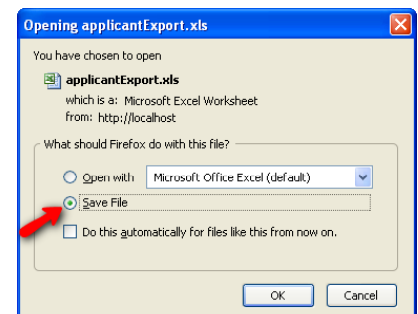 Opening applicantExport.xls
You have chosen to open
applicantExport.xls
which is a: Microsoft Excel Worksheet
from: http://localhost
What should Firefox do with this file?
Open with Microsoft Office Excel (default)
Save File
Do this automatically for files like this from now on.
OK Cancel